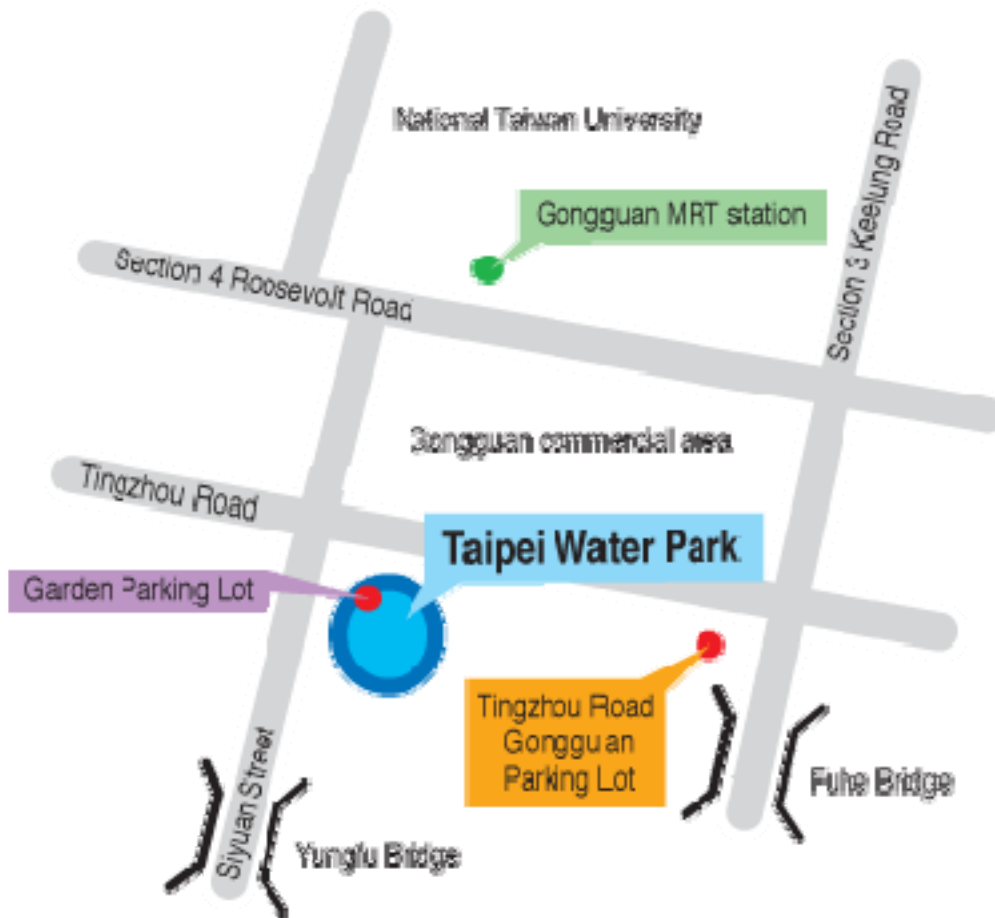 National Taiwan University
Gongguan MRT station
Section 3 Keelung Road
Section 4 Roosevolt Road
Gongguan commercial area
Tingzhou Road
Taipei Water Park
Garden Parking Lot
Tingzhou Road
Gongguan
Parking Lot
Fuhe Bridge
Siyuan Street
Yungfu Bridge